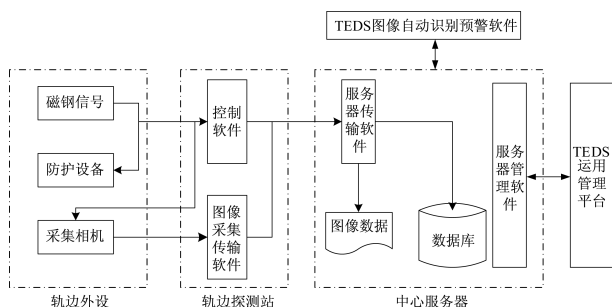 TEDS图像自动识别预警软件
磁钢信号
防护设备
采集相机
轨边外设
控制
软件
图像
采集
传输
软件
轨边探测站
服务
器传
输软
件
图像数据
数据库
服务
器管
理软
件
中心服务器
TEDS
运用
管理
平台